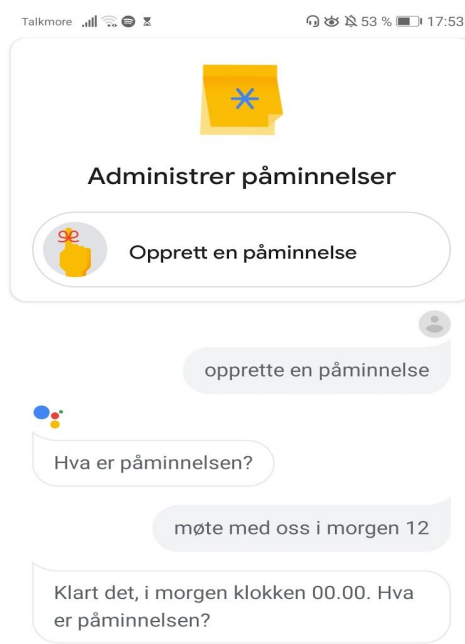 Talkmore 53 % 17:53
Administrer påminnelser
Opprett en påminnelse
opprette en påminnelse
Hva er påminnelsen?
møte med oss i morgen 12
Klart det, i morgen klokken 00.00. Hva
er påminnelsen?